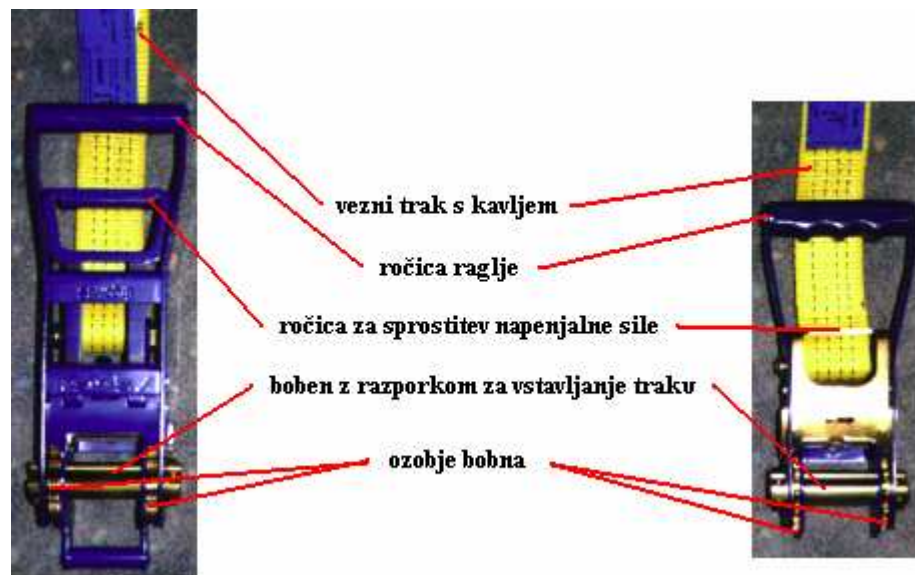 vezni trak s kavljem
ročica raglje
ročica za sprostitev napenjalne sile
boben z razporkom za vstavljanje traku
ozobje bobna